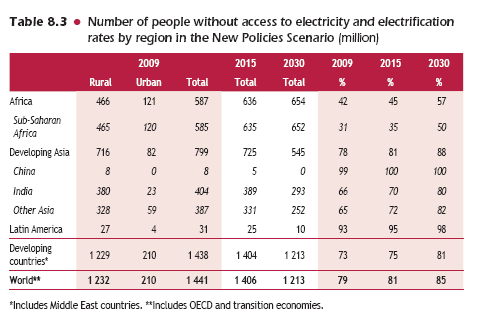 Table 8.3 ● Number of people without access to electricity and electrification
rates by region in the New Policies Scenario (million)
2009 2015 2030 2009 2015 2030
Rural Urban Total Total Total % % %
Africa 466 121 587 636 654 42 45 57
Sub-Saharan
Africa 465 120 585 635 652 31 35 50
Developing Asia 716 82 799 725 545 78 81 88
China 8 0 8 5 0 99 100 100
India 380 23 404 389 293 66 70 80
Other Asia 328 59 387 331 252 65 72 82
Latin America 27 4 31 25 10 93 95 98
Developing
countries* 1 229 210 1 438 1 404 1 213 73 75 81
World** 1 232 210 1 441 1 406 1 213 79 81 85
*Includes Middle East countries. **Includes OECD and transition economies.